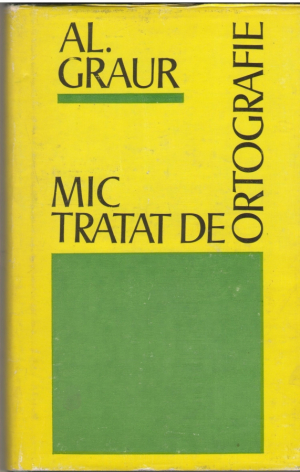 AL.
GRAUR
MIC
TRATAT DE
ORTOGRAFIE